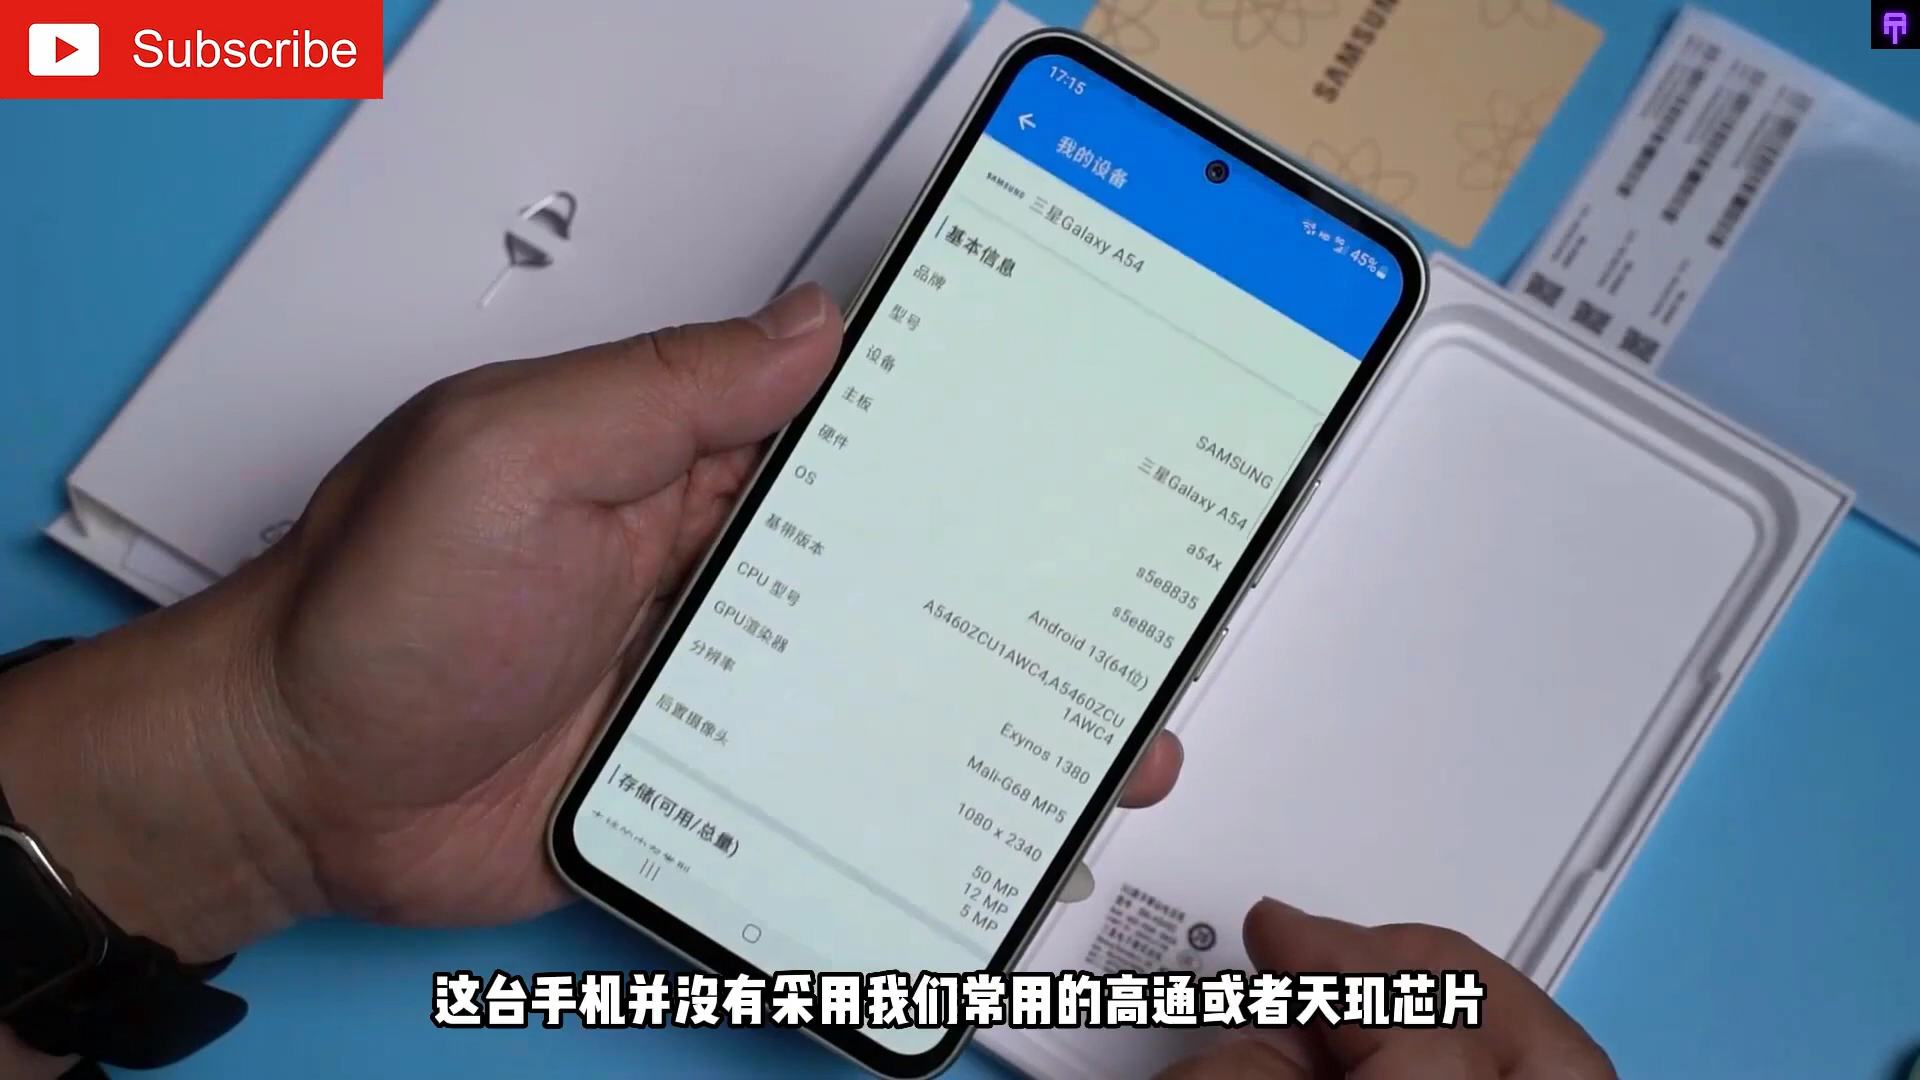 Subscribe
SAMSUNG
17:15
45%
我的设备
SAMSUNG 三星Galaxy A54
基本信息
品牌 SAMSUNG
型号 三星Galaxy A54
设备 a54x
主板 s5e8835
硬件 s5e8835
OS Android 13(64位)
基带版本 A5460ZCU1AWC4,A5460ZCU
1AWC4
CPU 型号 Exynos 1380
GPU渲染器 Mali-G68 MP5
分辨率 1080 x 2340
后置摄像头 50 MP
12 MP
5 MP
存储(可用/总量)
这台手机并没有采用我们常用的高通或者天玑芯片